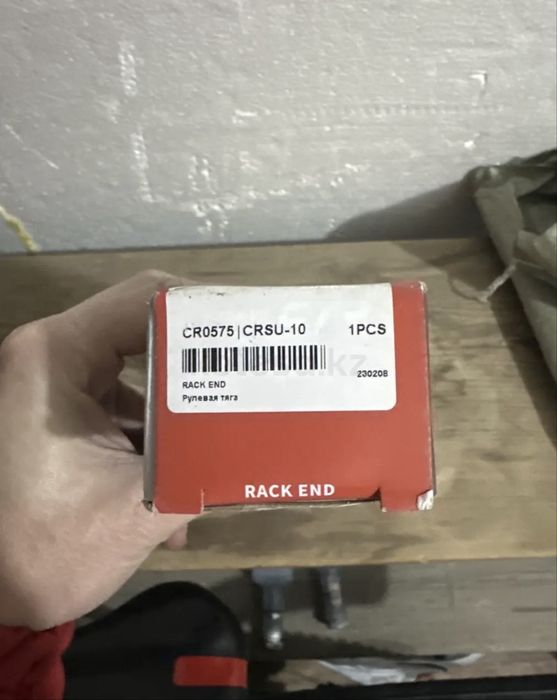 CR0575|CRSU-10 1PCS
230208
RACK END
Рулевая тяга
RACK END